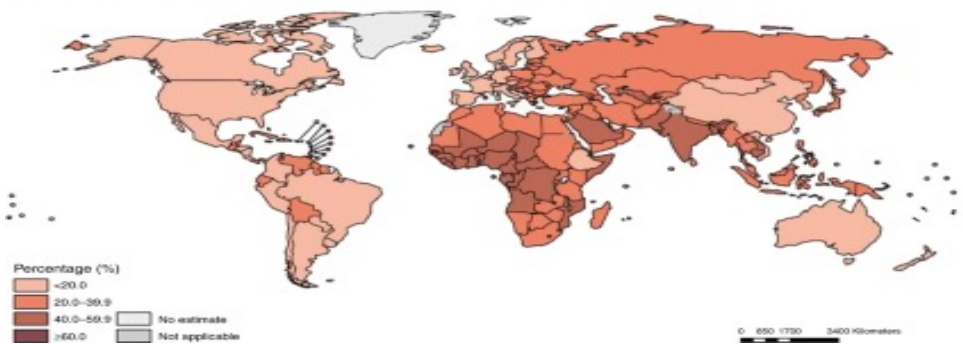 Percentage (%)
<20.0
20.0–39.9
40.0–59.9
≥60.0
No estimate
Not applicable
0 850 1700 3400 Kilometers